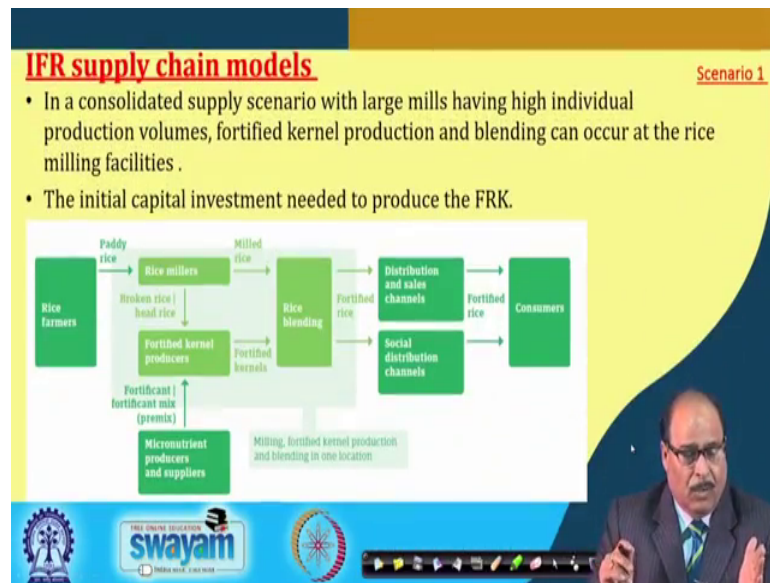 IFR supply chain models
Scenario 1
• In a consolidated supply scenario with large mills having high individual
production volumes, fortified kernel production and blending can occur at the rice
milling facilities .
• The initial capital investment needed to produce the FRK.
Paddy
rice
Rice
farmers
Rice millers
Milled
rice
Broken rice |
head rice
Fortified kernel
producers
Fortified
kernels
Fortificant |
fortificant mix
(premix)
Micronutrient
producers
and suppliers
Rice
blending
Fortified
rice
Distribution
and sales
channels
Social
distribution
channels
Fortified
rice
Consumers
Milling, fortified kernel production
and blending in one location
FREE ONLINE EDUCATION
swayam